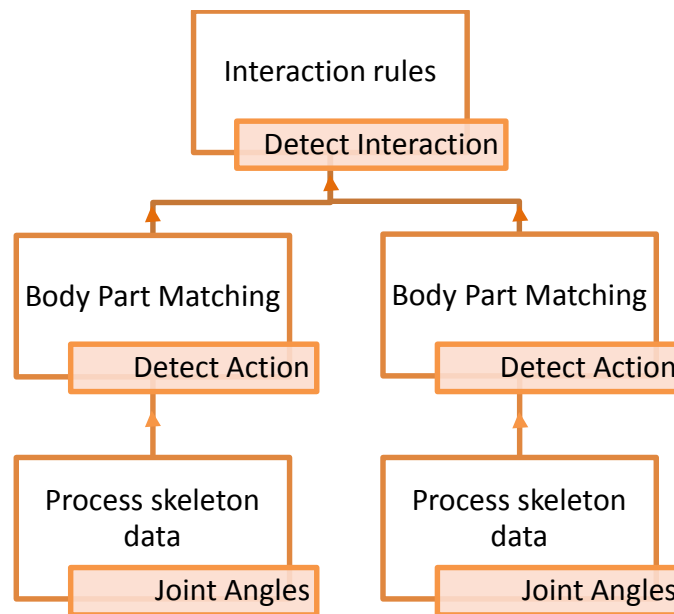 Interaction rules
Detect Interaction
Body Part Matching
Detect Action
Body Part Matching
Detect Action
Process skeleton
data
Joint Angles
Process skeleton
data
Joint Angles